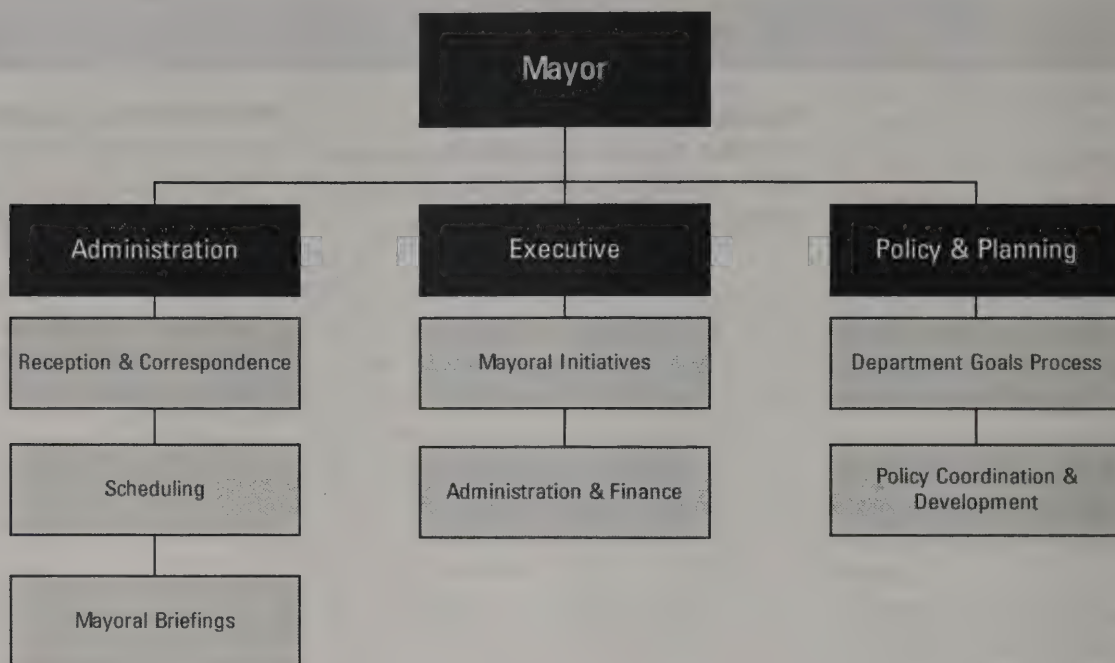 Mayor
Administration
Executive
Policy & Planning
Reception & Correspondence
Mayoral Initiatives
Department Goals Process
Scheduling
Administration & Finance
Policy Coordination &
Development
Mayoral Briefings